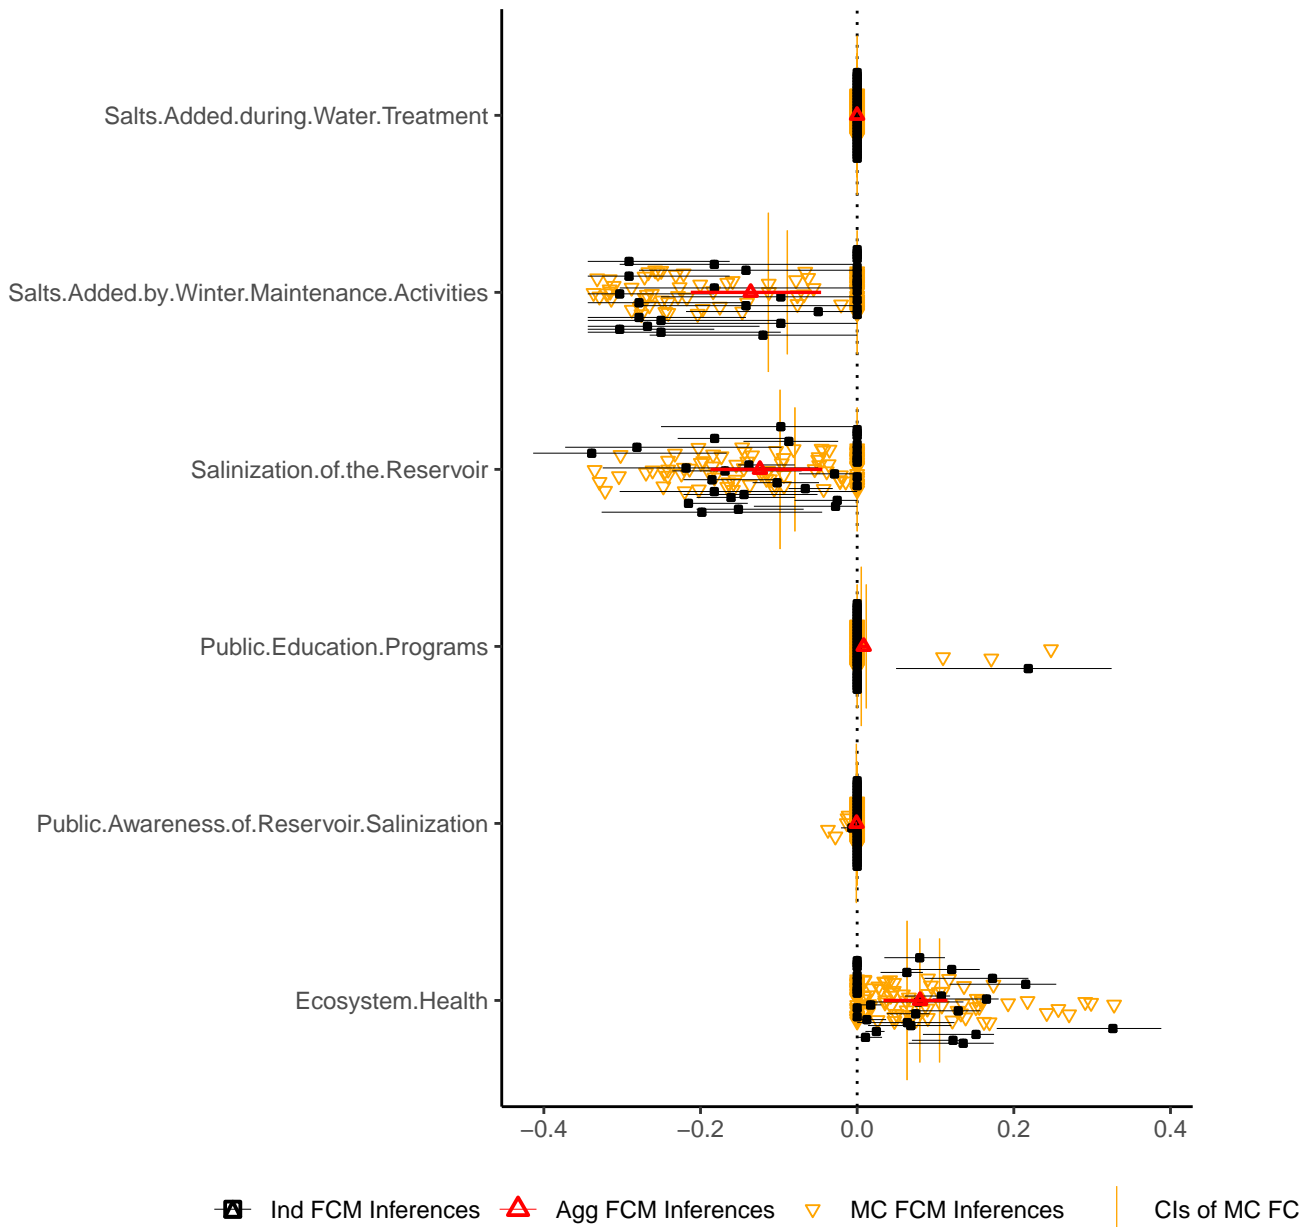 Salts.Added.during.Water.Treatment
Salts.Added.by.Winter.Maintenance.Activities
Salinization.of.the.Reservoir
Public.Education.Programs
Public.Awareness.of.Reservoir.Salinization
Ecosystem.Health
−0.4 −0.2 0.0 0.2 0.4
Ind FCM Inferences Agg FCM Inferences MC FCM Inferences CIs of MC FC